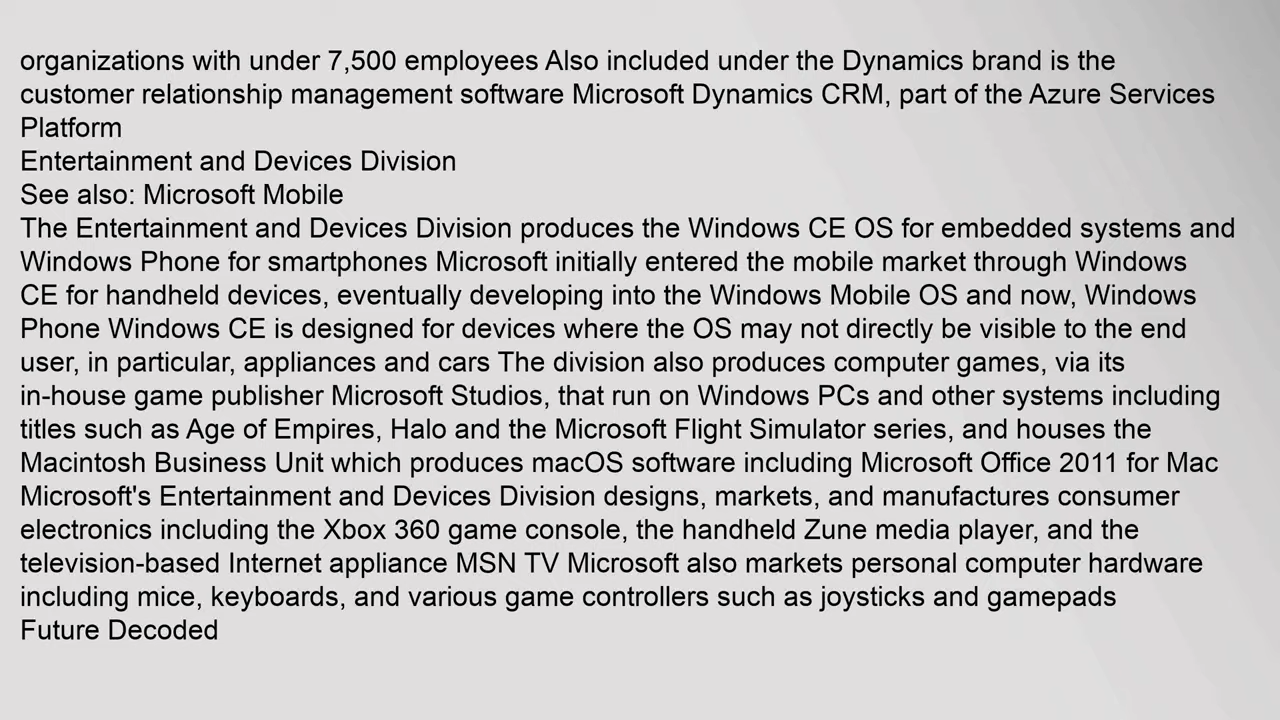 organizations with under 7,500 employees Also included under the Dynamics brand is the
customer relationship management software Microsoft Dynamics CRM, part of the Azure Services
Platform
Entertainment and Devices Division
See also: Microsoft Mobile
The Entertainment and Devices Division produces the Windows CE OS for embedded systems and
Windows Phone for smartphones Microsoft initially entered the mobile market through Windows
CE for handheld devices, eventually developing into the Windows Mobile OS and now, Windows
Phone Windows CE is designed for devices where the OS may not directly be visible to the end
user, in particular, appliances and cars The division also produces computer games, via its
in-house game publisher Microsoft Studios, that run on Windows PCs and other systems including
titles such as Age of Empires, Halo and the Microsoft Flight Simulator series, and houses the
Macintosh Business Unit which produces macOS software including Microsoft Office 2011 for Mac
Microsoft's Entertainment and Devices Division designs, markets, and manufactures consumer
electronics including the Xbox 360 game console, the handheld Zune media player, and the
television-based Internet appliance MSN TV Microsoft also markets personal computer hardware
including mice, keyboards, and various game controllers such as joysticks and gamepads
Future Decoded